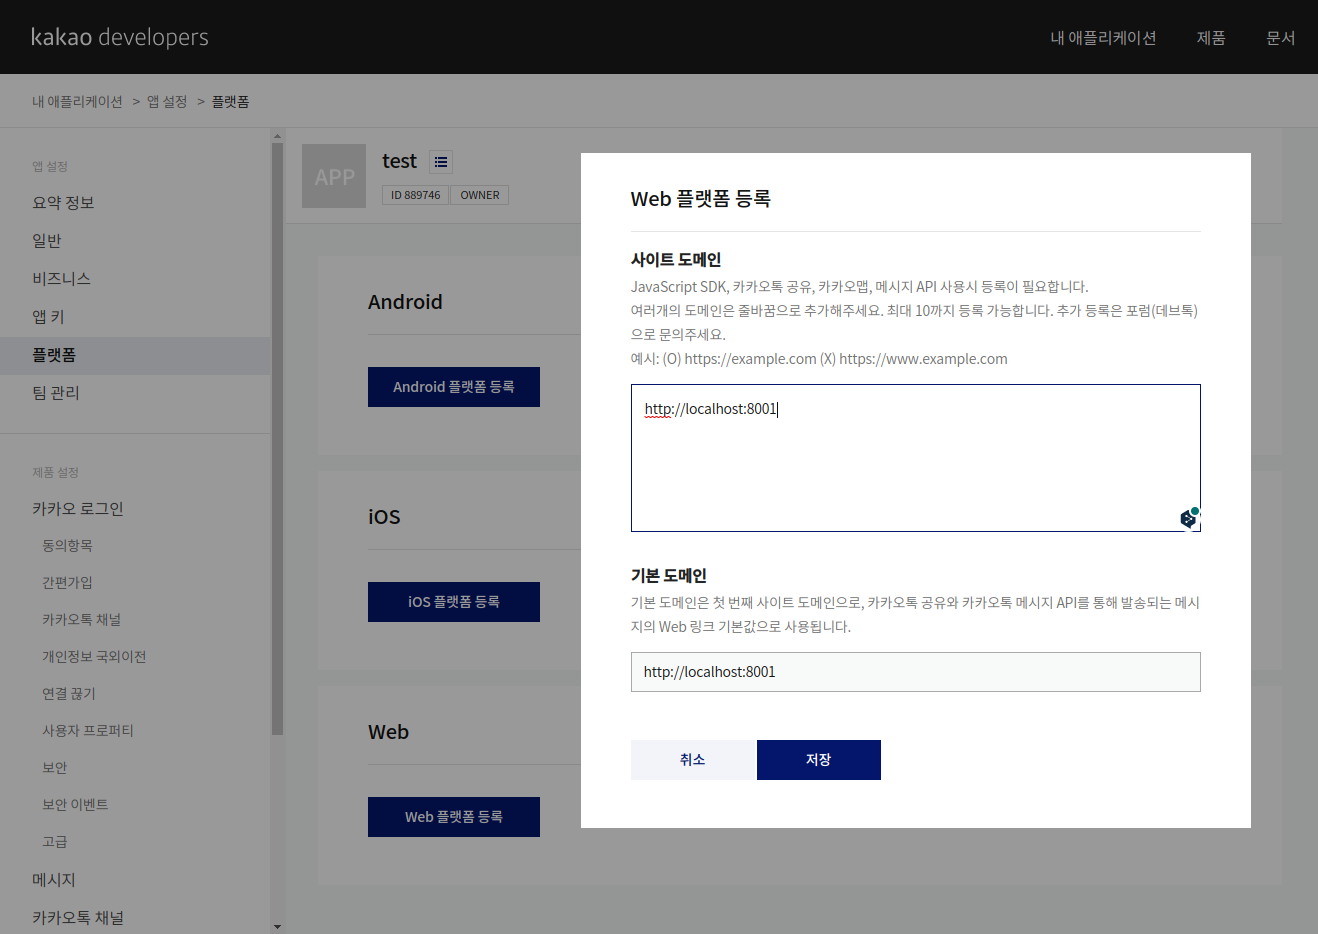 kakao developers
내 애플리케이션 제품 문서
내 애플리케이션 > 앱 설정 > 플랫폼
앱 설정
요약 정보
일반
비즈니스
앱 키
플랫폼
팀 관리
제품 설정
카카오 로그인
동의항목
간편가입
카카오톡 채널
개인정보 국외이전
연결 끊기
사용자 프로퍼티
보안
보안 이벤트
고급
메시지
카카오톡 채널
APP
test
ID 889746 OWNER
Android
Android 플랫폼 등록
iOS
iOS 플랫폼 등록
Web
Web 플랫폼 등록
Web 플랫폼 등록
사이트 도메인
JavaScript SDK, 카카오톡 공유, 카카오맵, 메시지 API 사용시 등록이 필요합니다.
여러개의 도메인은 줄바꿈으로 추가해주세요. 최대 10까지 등록 가능합니다. 추가 등록은 포럼(데브톡)
으로 문의주세요.
예시: (O) https://example.com (X) https://www.example.com
http://localhost:8001
기본 도메인
기본 도메인은 첫 번째 사이트 도메인으로, 카카오톡 공유와 카카오톡 메시지 API를 통해 발송되는 메시
지의 Web 링크 기본값으로 사용됩니다.
http://localhost:8001
취소 저장